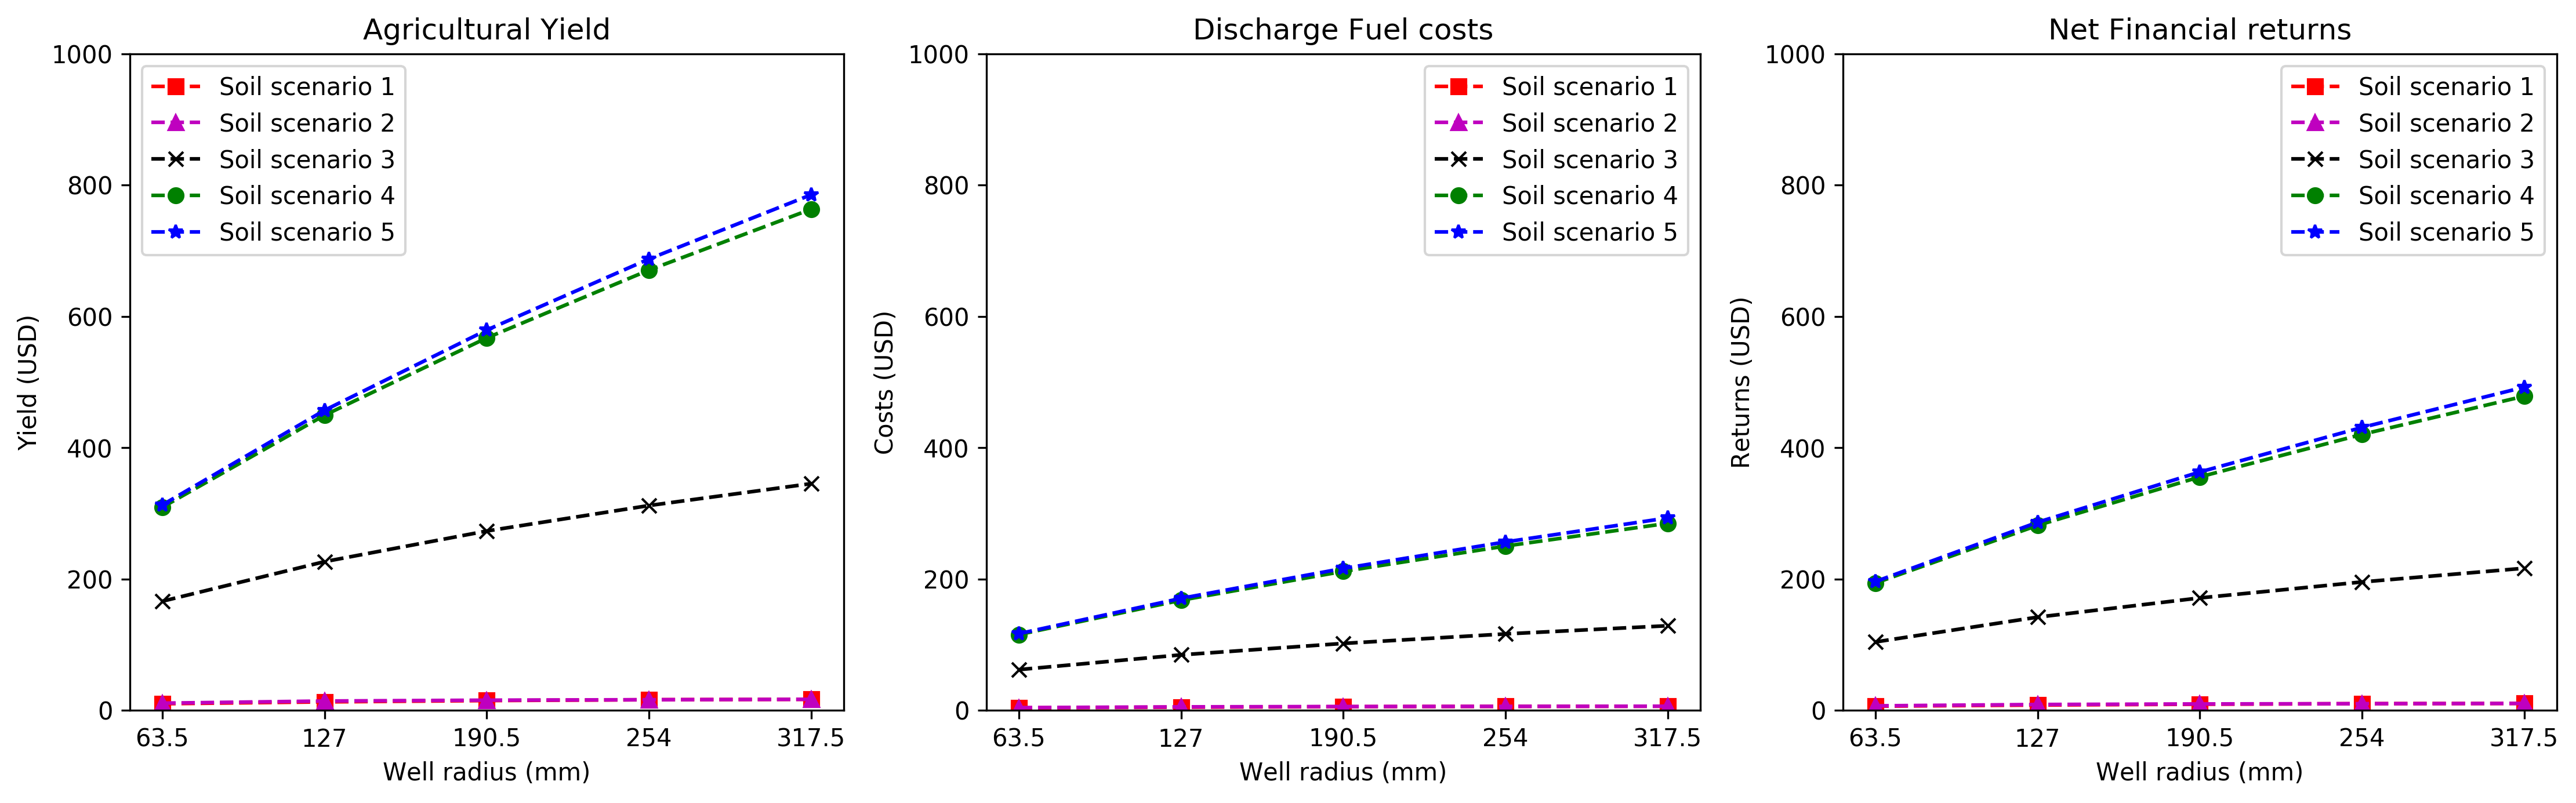 Agricultural Yield
1000
800
600
400
200
0
Yield (USD)
Soil scenario 1
Soil scenario 2
Soil scenario 3
Soil scenario 4
Soil scenario 5
63.5 127 190.5 254 317.5
Well radius (mm)
Discharge Fuel costs
1000
800
600
400
200
0
Costs (USD)
Soil scenario 1
Soil scenario 2
Soil scenario 3
Soil scenario 4
Soil scenario 5
63.5 127 190.5 254 317.5
Well radius (mm)
Net Financial returns
1000
800
600
400
200
0
Returns (USD)
Soil scenario 1
Soil scenario 2
Soil scenario 3
Soil scenario 4
Soil scenario 5
63.5 127 190.5 254 317.5
Well radius (mm)